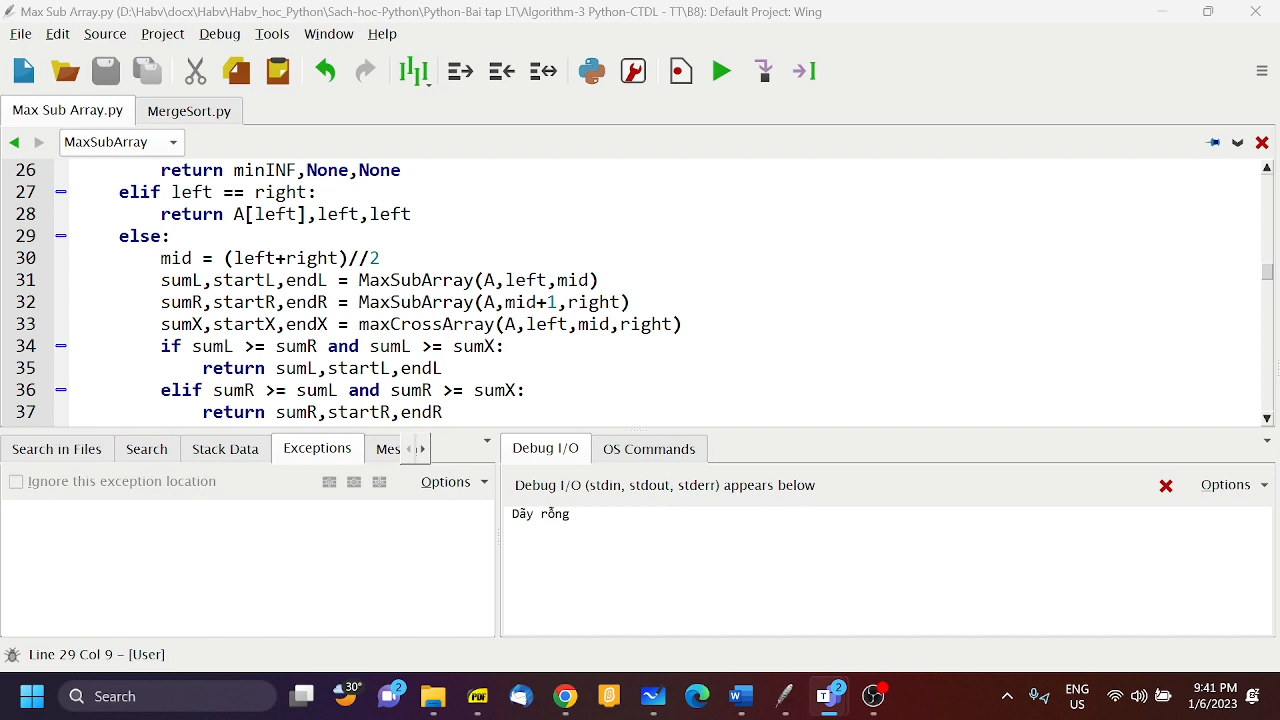 Max Sub Array.py (D:\Habv\docx\Habv\Habv_hoc_Python\Sach-hoc-Python\Python-Bai tap LT\Algorithm-3 Python-CTDL - TT\B8): Default Project: Wing
File Edit Source Project Debug Tools Window Help
Max Sub Array.py MergeSort.py
MaxSubArray
26 return minINF,None,None
27 elif left == right:
28 return A[left],left,left
29 else:
30 mid = (left+right)//2
31 sumL,startL,endL = MaxSubArray(A,left,mid)
32 sumR,startR,endR = MaxSubArray(A,mid+1,right)
33 sumX,startX,endX = maxCrossArray(A,left,mid,right)
34 if sumL >= sumR and sumL >= sumX:
35 return sumL,startL,endL
36 elif sumR >= sumL and sumR >= sumX:
37 return sumR,startR,endR
Search in Files Search Stack Data Exceptions Mes Debug I/O OS Commands
Ignore this exception location Options
Debug I/O (stdin, stdout, stderr) appears below Options
Dãy rỗng
Line 29 Col 9 – [User]
Search 30° 2 PDF 2 ENG 9:41 PM
US 1/6/2023